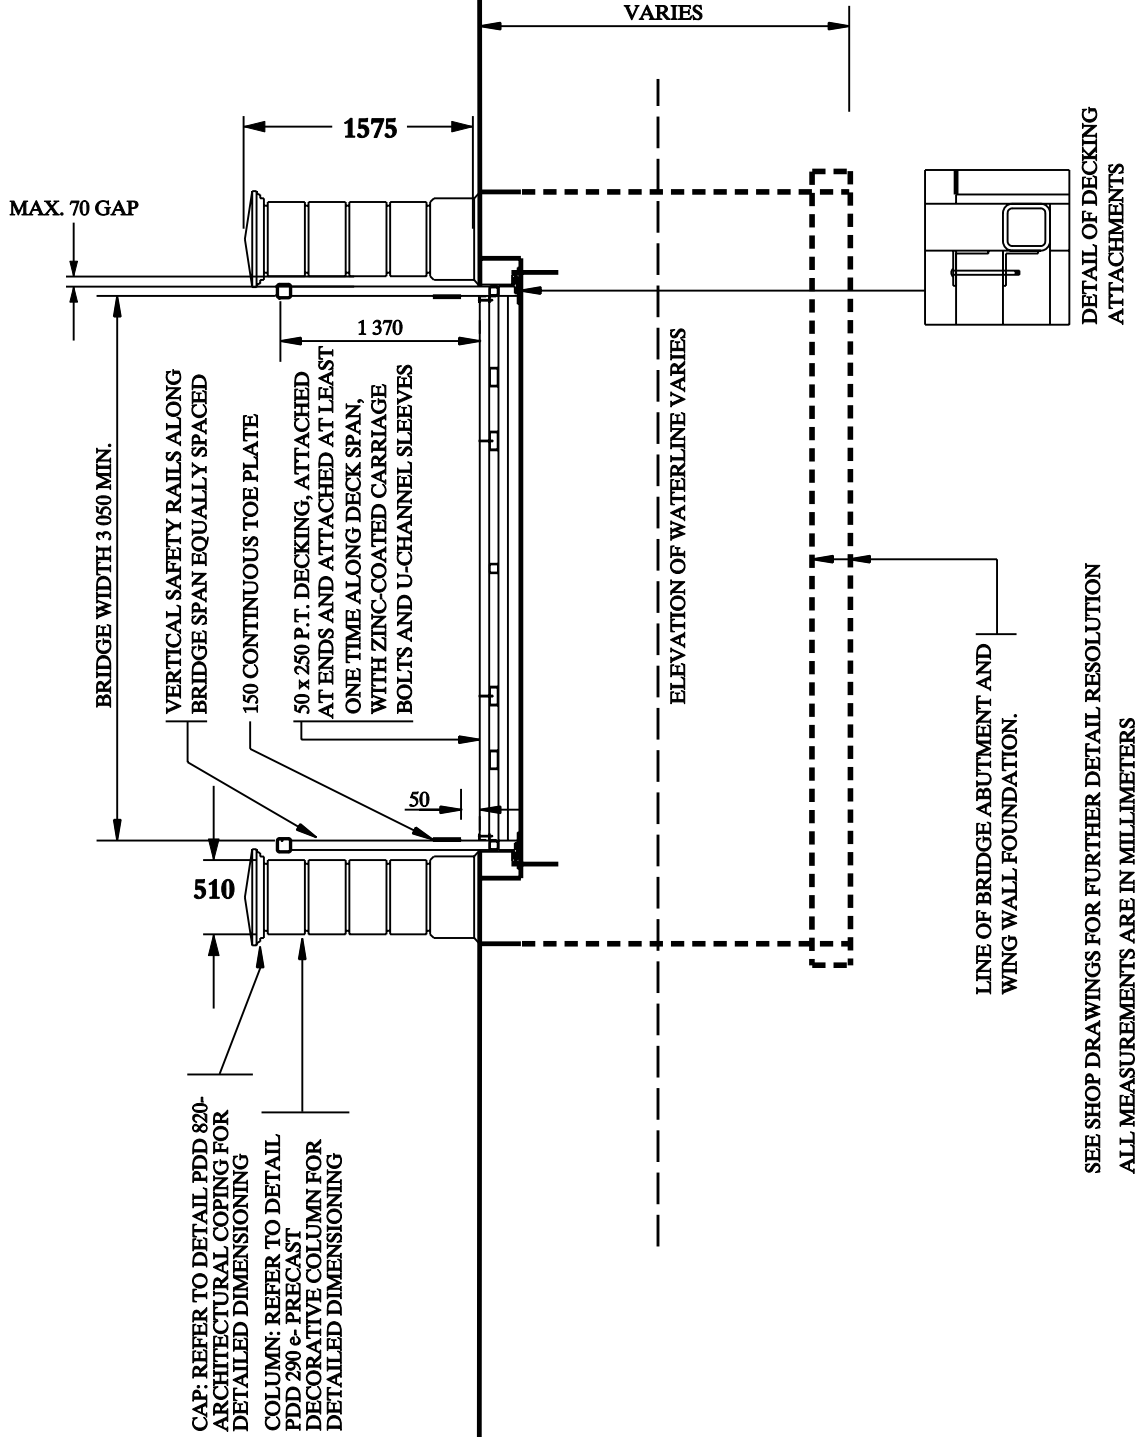 VARIES
1575
MAX. 70 GAP
1 370
BRIDGE WIDTH 3 050 MIN.
VERTICAL SAFETY RAILS ALONG
BRIDGE SPAN EQUALLY SPACED
150 CONTINUOUS TOE PLATE
50 x 250 P.T. DECKING, ATTACHED
AT ENDS AND ATTACHED AT LEAST
ONE TIME ALONG DECK SPAN,
WITH ZINC-COATED CARRIAGE
BOLTS AND U-CHANNEL SLEEVES
50
510
ELEVATION OF WATERLINE VARIES
DETAIL OF DECKING
ATTACHMENTS
LINE OF BRIDGE ABUTMENT AND
WING WALL FOUNDATION.
CAP: REFER TO DETAIL PDD 820-
ARCHITECTURAL COPING FOR
DETAILED DIMENSIONING
COLUMN: REFER TO DETAIL
PDD 290 e- PRECAST
DECORATIVE COLUMN FOR
DETAILED DIMENSIONING
SEE SHOP DRAWINGS FOR FURTHER DETAIL RESOLUTION
ALL MEASUREMENTS ARE IN MILLIMETERS